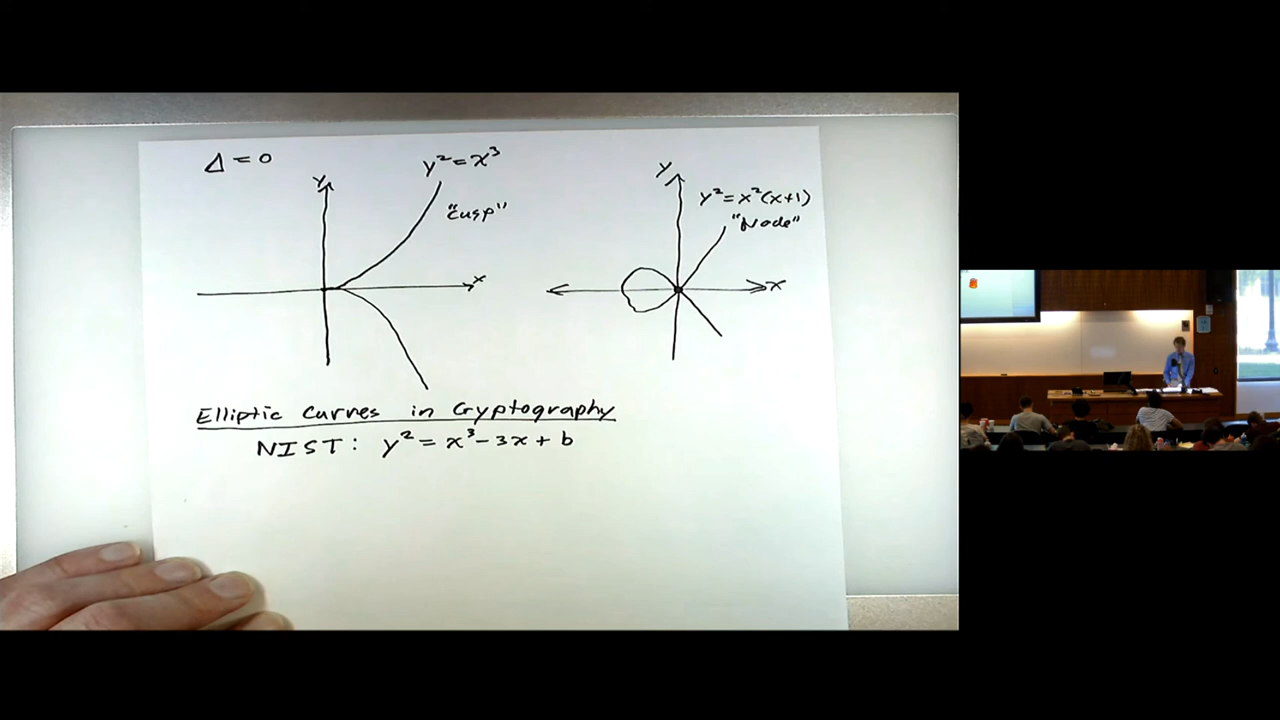 Δ = 0
y² = x³
"Cusp"
y
x
y
y² = x²(x+1)
"Node"
x
Elliptic Curves in Cryptography
NIST: y² = x³ - 3x + b